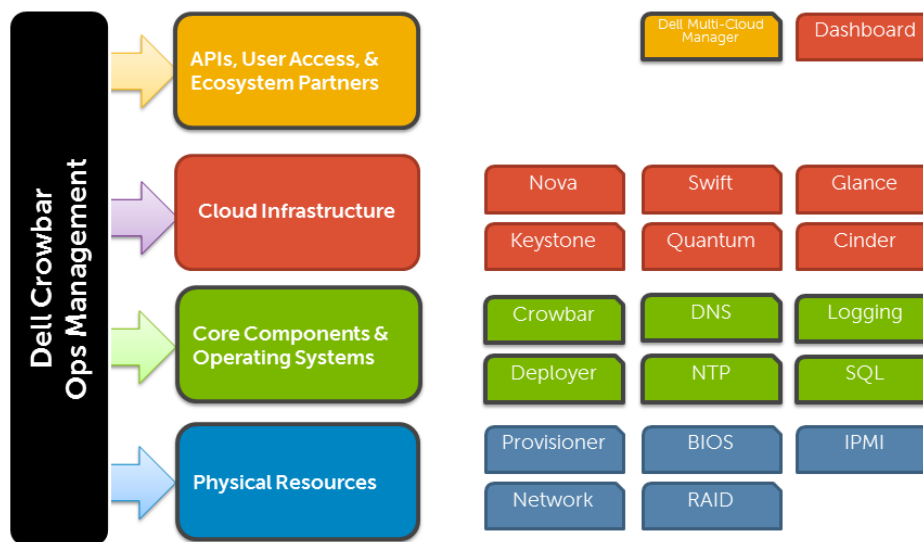 Dell Crowbar
Ops Management
APIs, User Access, &
Ecosystem Partners
Dell Multi-Cloud
Manager
Dashboard
Cloud Infrastructure
Nova
Swift
Glance
Keystone
Quantum
Cinder
Core Components &
Operating Systems
Crowbar
DNS
Logging
Deployer
NTP
SQL
Physical Resources
Provisioner
BIOS
IPMI
Network
RAID